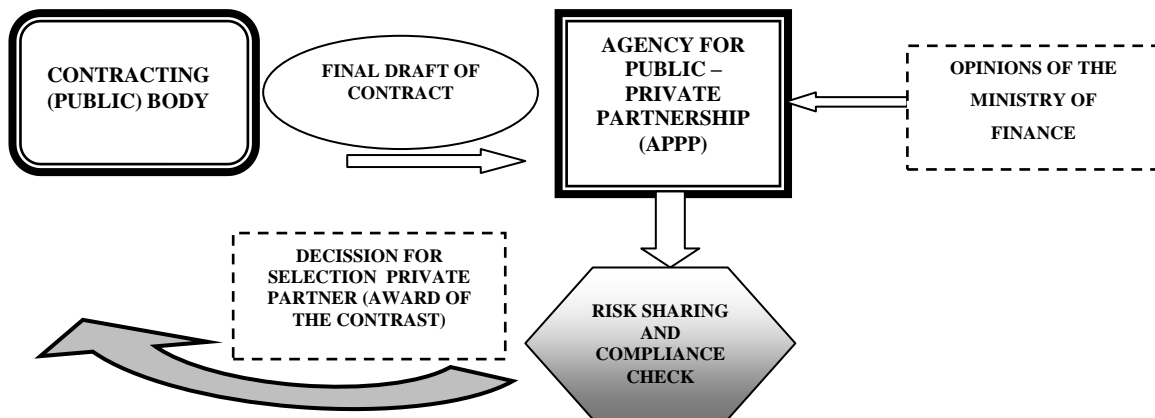 CONTRACTING
(PUBLIC) BODY
FINAL DRAFT OF
CONTRACT
AGENCY FOR
PUBLIC –
PRIVATE
PARTNERSHIP
(APPP)
OPINIONS OF THE
MINISTRY OF
FINANCE
DECISSION FOR
SELECTION PRIVATE
PARTNER (AWARD OF
THE CONTRAST)
RISK SHARING
AND
COMPLIANCE
CHECK